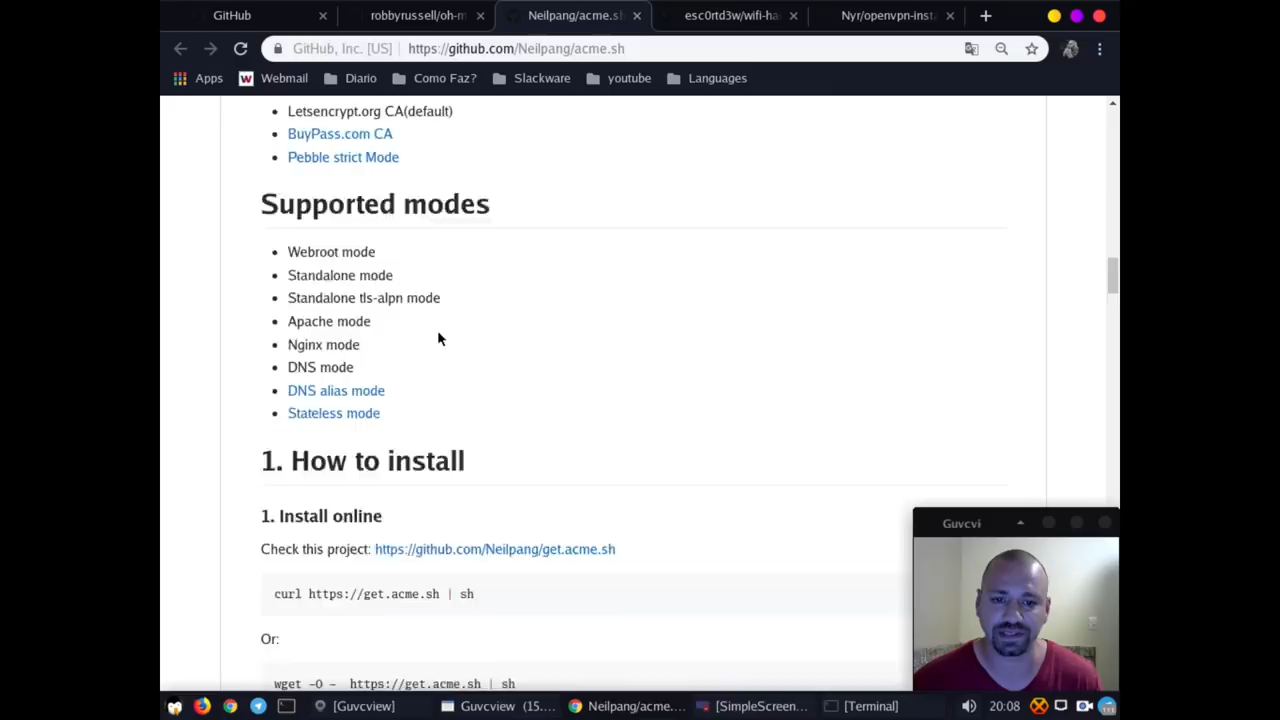 GitHub
robbyrussell/oh-m
Neilpang/acme.sh
esc0rtd3w/wifi-ha
Nyr/openvpn-inst
GitHub, Inc. [US]
https://github.com/Neilpang/acme.sh
Apps
Webmail
Diario
Como Faz?
Slackware
youtube
Languages
Letsencrypt.org CA(default)
BuyPass.com CA
Pebble strict Mode
Supported modes
Webroot mode
Standalone mode
Standalone tls-alpn mode
Apache mode
Nginx mode
DNS mode
DNS alias mode
Stateless mode
1. How to install
1. Install online
Check this project: https://github.com/Neilpang/get.acme.sh
curl https://get.acme.sh | sh
Or:
wget -O - https://get.acme.sh | sh
Guvcvi
[Guvcview]
Guvcview (15....
Neilpang/acme....
[SimpleScreen...
[Terminal]
20:08